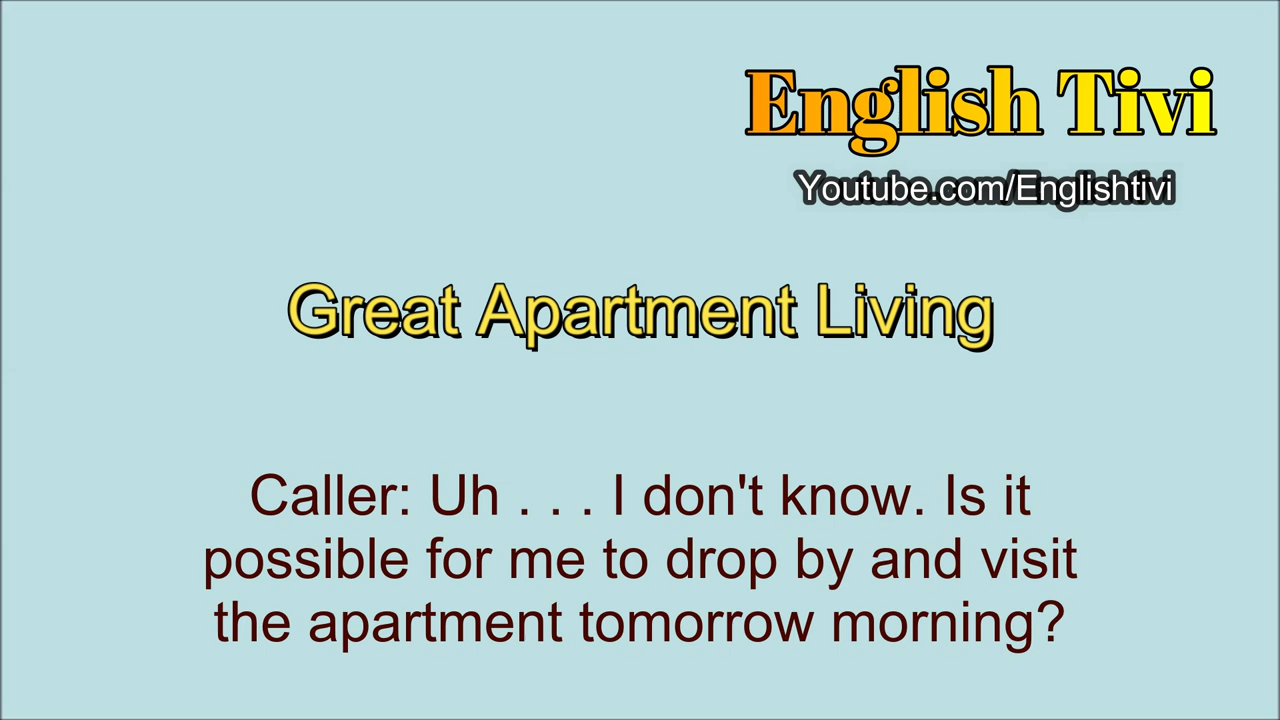 English Tivi
Youtube.com/Englishtivi
Great Apartment Living
Caller: Uh . . . I don't know. Is it
possible for me to drop by and visit
the apartment tomorrow morning?